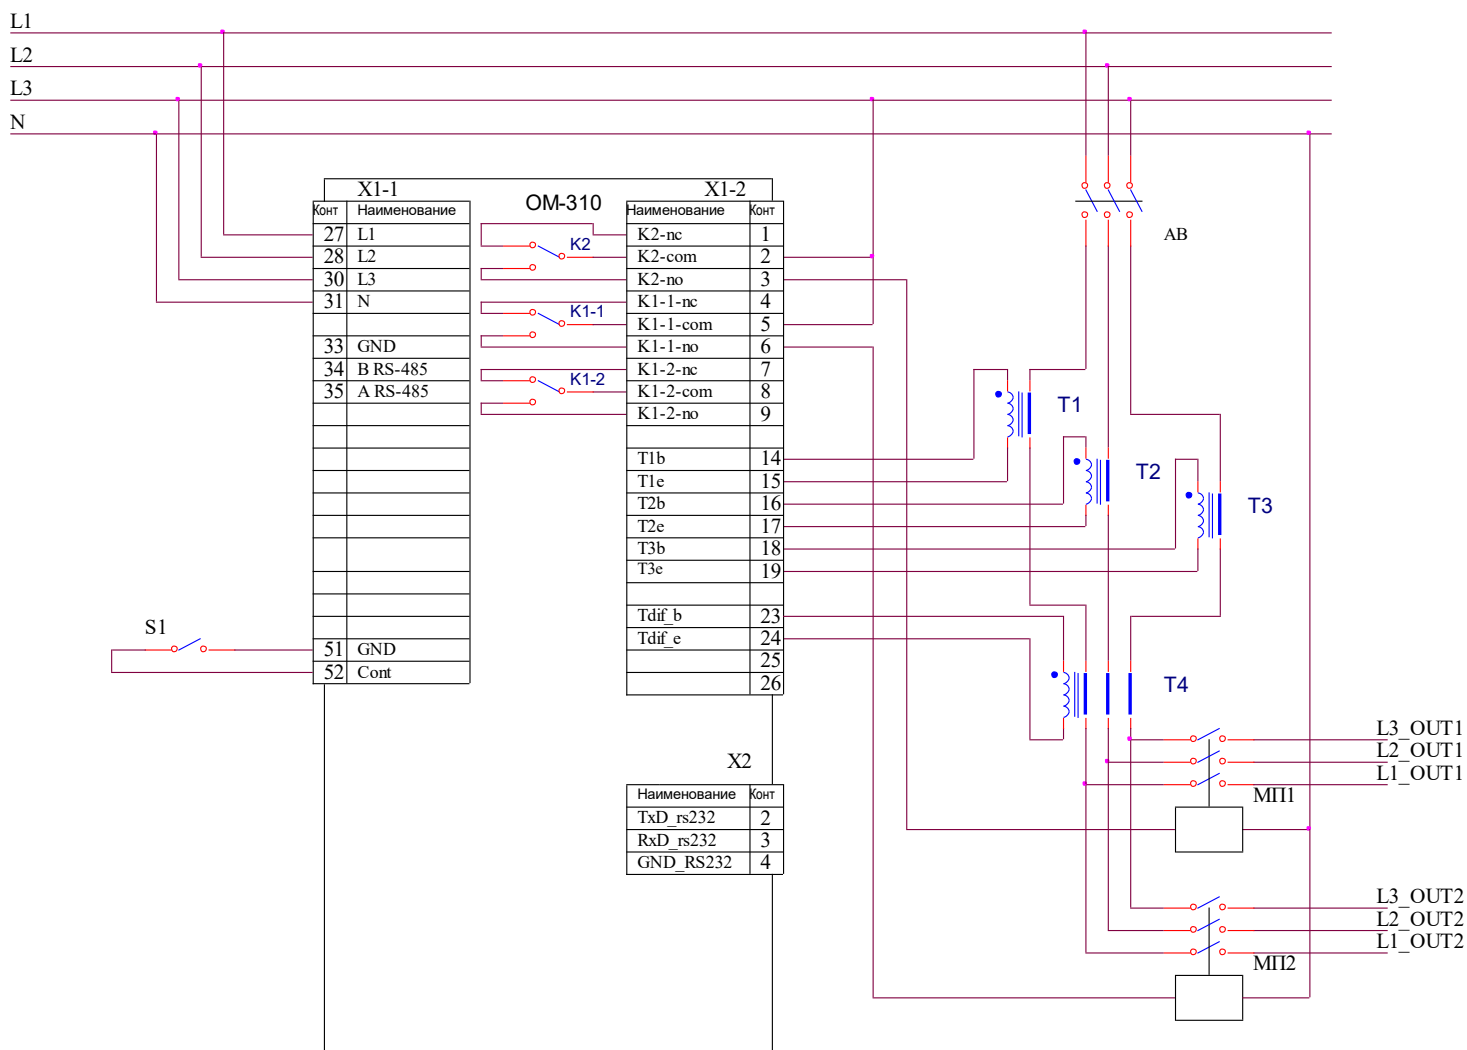 L1
L2
L3
N
X1-1
ОМ-310
X1-2
Конт Наименование
27 L1
28 L2
30 L3
31 N
33 GND
34 B RS-485
35 A RS-485
51 GND
52 Cont
S1
K2
K1-1
K1-2
Наименование Конт
K2-nc 1
K2-com 2
K2-no 3
K1-1-nc 4
K1-1-com 5
K1-1-no 6
K1-2-nc 7
K1-2-com 8
K1-2-no 9
T1b 14
T1e 15
T2b 16
T2e 17
T3b 18
T3e 19
Tdif_b 23
Tdif_e 24
25
26
X2
Наименование Конт
TxD_rs232 2
RxD_rs232 3
GND_RS232 4
АВ
T1
T2
T3
T4
L3_OUT1
L2_OUT1
L1_OUT1
МП1
L3_OUT2
L2_OUT2
L1_OUT2
МП2